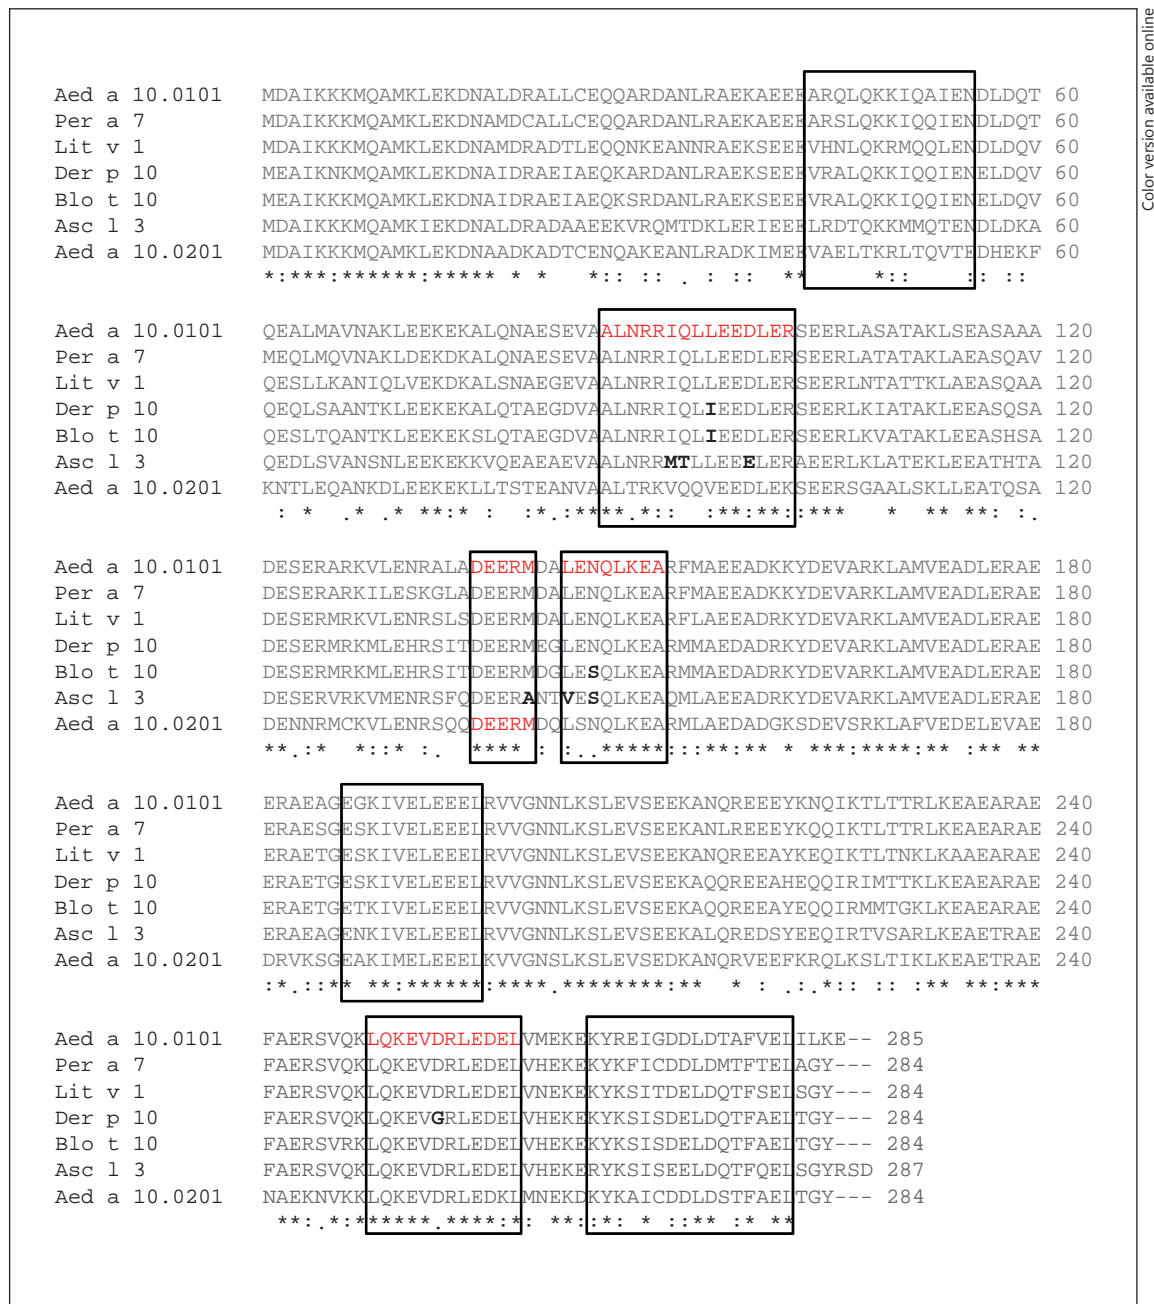 Color version available online
Aed a 10.0101 MDAIKKKMQAMKLEKDNALDRALLCEQQARDANLRAEKAEEEARQLQKKIQAIENDLDQT 60
Per a 7 MDAIKKKMQAMKLEKDNAMDCALLCEQQARDANLRAEKAEEEARSLQKKIQQIENDLDQT 60
Lit v 1 MDAIKKKMQAMKLEKDNAMDRADTLEQQNKEANNRAEKSEEEVHNLQKRMQQLENDLDQV 60
Der p 10 MEAIKNKMQAMKLEKDNAIDRAEIAEQKARDANLRAEKSEEEVRALQKKIQQIENELDQV 60
Blo t 10 MEAIKKKMQAMKLEKDNAIDRAEIAEQKSRDANLRAEKSEEEVRALQKKIQQIENELDQV 60
Asc l 3 MDAIKKKMQAMKIEKDNAIDRADAAEEKVRQMTDKLERIEEELRDTQKKMMQTENDLDKA 60
Aed a 10.0201 MDAIKKKMQAMKLEKDNAADKADTCENQAKEANLRADKIMEEVAELTKRLTQVTEDHEKF 60
*:***:******:***** * *   *:: :  . : ::  **     *::    :: ::
Aed a 10.0101 QEALMAVNAKLEEKEKALQNAESEVAALNRRIQLLEEDLERSEERLASATAKLSEASAAA 120
Per a 7 MEQLMQVNAKLDEKDKALQNAESEVAALNRRIQLLEEDLERSEERLATATAKLAEASQAV 120
Lit v 1 QESLLKANIQLVEKDKALSNAEGEVAALNRRIQLLEEDLERSEERLNTATTKLAEASQAA 120
Der p 10 QEQLSAANTKLEEKEKALQTAEGDVAALNRRIQLIEEDLERSEERLKIATAKLEEASQSA 120
Blo t 10 QESLTQANTKLEEKEKSLQTAEGDVAALNRRIQLIEEDLERSEERLKVATAKLEEASHSA 120
Asc l 3 QEDLSVANSNLEEKEKKVQEAEAEVAALNRRMTLLEEELERAEERLKLATEKLEEATHTA 120
Aed a 10.0201 KNTLEQANKDLEEKEKLLTSTEANVAALTRKVQQVEEDLEKSEERSGAALSKLLEATQSA 120
: *  .* .* **:* :  :*.:****.*::  :**:**::***   *  ** **: :.
Aed a 10.0101 DESERARKVLENRALADEERMDALENQLKEARFMAEEADKKYDEVARKLAMVEADLERAE 180
Per a 7 DESERARKILESKGLADEERMDALENQLKEARFMAEEADKKYDEVARKLAMVEADLERAE 180
Lit v 1 DESERMRKVLENRSLSDEERMDALENQLKEARFLAEEADRKYDEVARKLAMVEADLERAE 180
Der p 10 DESERMRKMLEHRSITDEERMEGLENQLKEARMMAEDADRKYDEVARKLAMVEADLERAE 180
Blo t 10 DESERMRKMLEHRSITDEERMDGLESQLKEARMMAEDADRKYDEVARKLAMVEADLERAE 180
Asc l 3 DESERVRKVMENRSFQDEERANTVESQLKEAQMLAEEADRKYDEVARKLAMVEADLERAE 180
Aed a 10.0201 DENNRMCKVLENRSQQDEERMDQLSNQLKEARMLAEDADGKSDEVSRKLAFVEDELEVAE 180
**.:*  *::* :.  **** : :..*****:::**:** * ***:****:** :** **
Aed a 10.0101 ERAEAGEGKIVELEEELRVVGNNLKSLEVSEEKANQREEEYKNQIKTLTTRLKEAEARAE 240
Per a 7 ERAESGESKIVELEEELRVVGNNLKSLEVSEEKANLREEEYKQQIKTLTTRLKEAEARAE 240
Lit v 1 ERAETGESKIVELEEELRVVGNNLKSLEVSEEKANQREEAYKEQIKTLTNKLKAAEARAE 240
Der p 10 ERAETGESKIVELEEELRVVGNNLKSLEVSEEKAQQREEAHEQQIRIMTTKLKEAEARAE 240
Blo t 10 ERAETGETKIVELEEELRVVGNNLKSLEVSEEKAQQREEAYEQQIRMMTGKLKEAEARAE 240
Asc l 3 ERAEAGENKIVELEEELRVVGNNLKSLEVSEEKALQREDSYEEQIRTVSARLKEAETRAE 240
Aed a 10.0201 DRVKSGEAKIMELEEELKVVGNSLKSLEVSEDKANQRVEEFKRQLKSLTIKLKEAETRAE 240
:*.::** **:******:****.********:**  * : .:.*:: :: :** **:***
Aed a 10.0101 FAERSVQKLQKEVDRLEDELVMEKEKYREIGDDLDTAFVELILKE-- 285
Per a 7 FAERSVQKLQKEVDRLEDELVHEKEKYKFICDDLDMTFTELAGY--- 284
Lit v 1 FAERSVQKLQKEVDRLEDELVNEKEKYKSITDELDQTFSELSGY--- 284
Der p 10 FAERSVQKLQKEVGRLEDELVHEKEKYKSISDELDQTFAELTGY--- 284
Blo t 10 FAERSVRKLQKEVDRLEDELVHEKEKYKSISDELDQTFAELTGY--- 284
Asc l 3 FAERSVQKLQKEVDRLEDELVHEKERYKSISEELDQTFQELSGYRSD 287
Aed a 10.0201 NAEKNVKKLQKEVDRLEDKLMNEKDKYKAICDDLDSTFAELTGY--- 284
**:.*:******.****:*: **::*: * ::** :* **